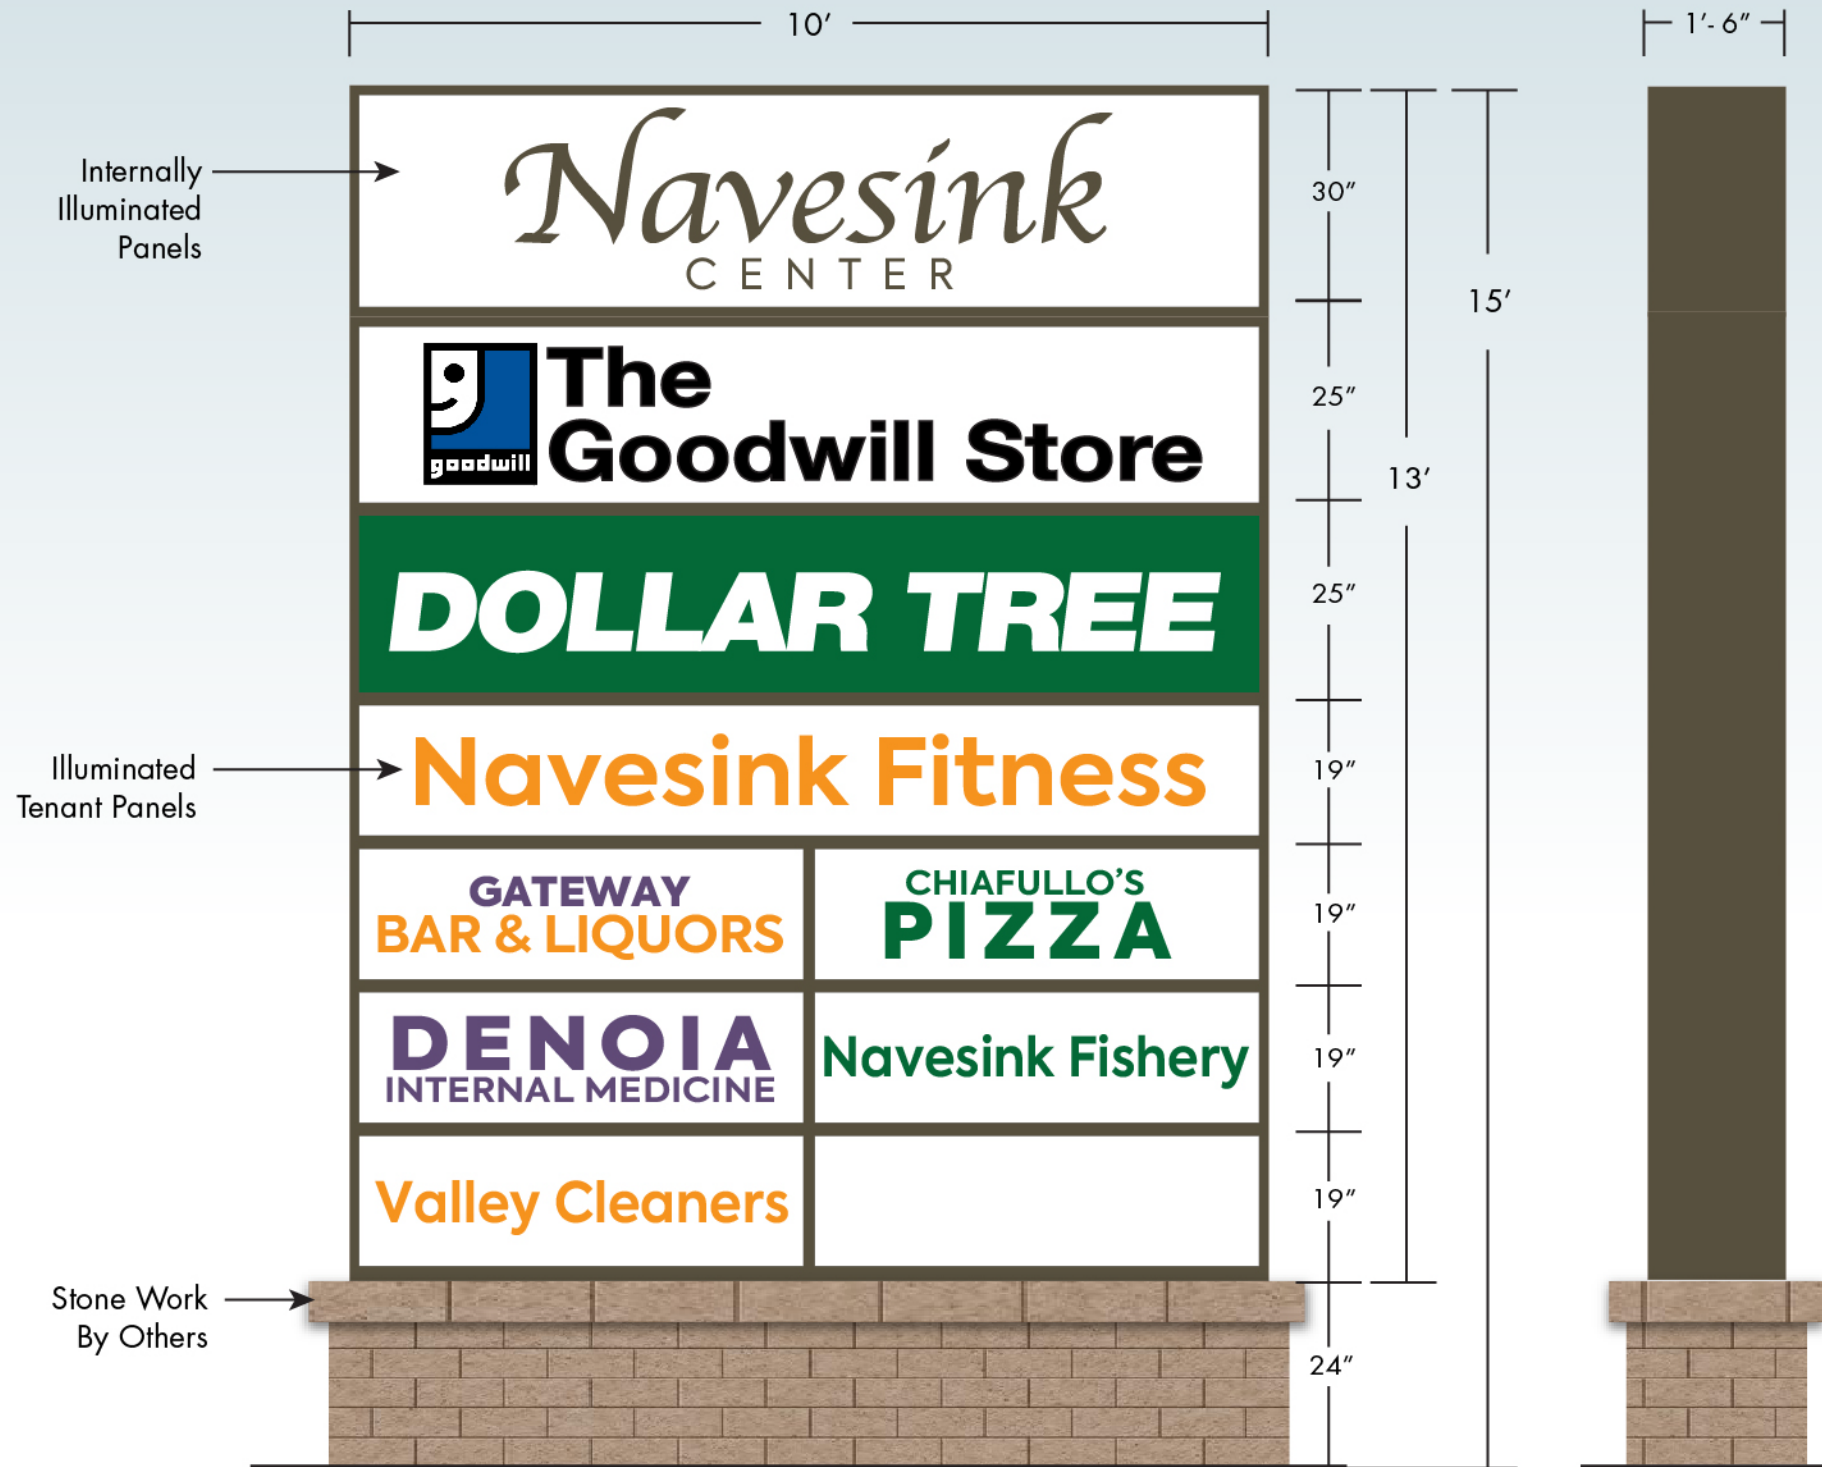 10’
1’- 6”
Internally
Illuminated
Panels
Navesink
CENTER
30”
15’
goodwill
The
Goodwill Store
25”
13’
DOLLAR TREE
25”
Illuminated
Tenant Panels
Navesink Fitness
19”
GATEWAY
BAR & LIQUORS
CHIAFULLO’S
PIZZA
19”
DENOIA
INTERNAL MEDICINE
Navesink Fishery
19”
Valley Cleaners
19”
Stone Work
By Others
24”